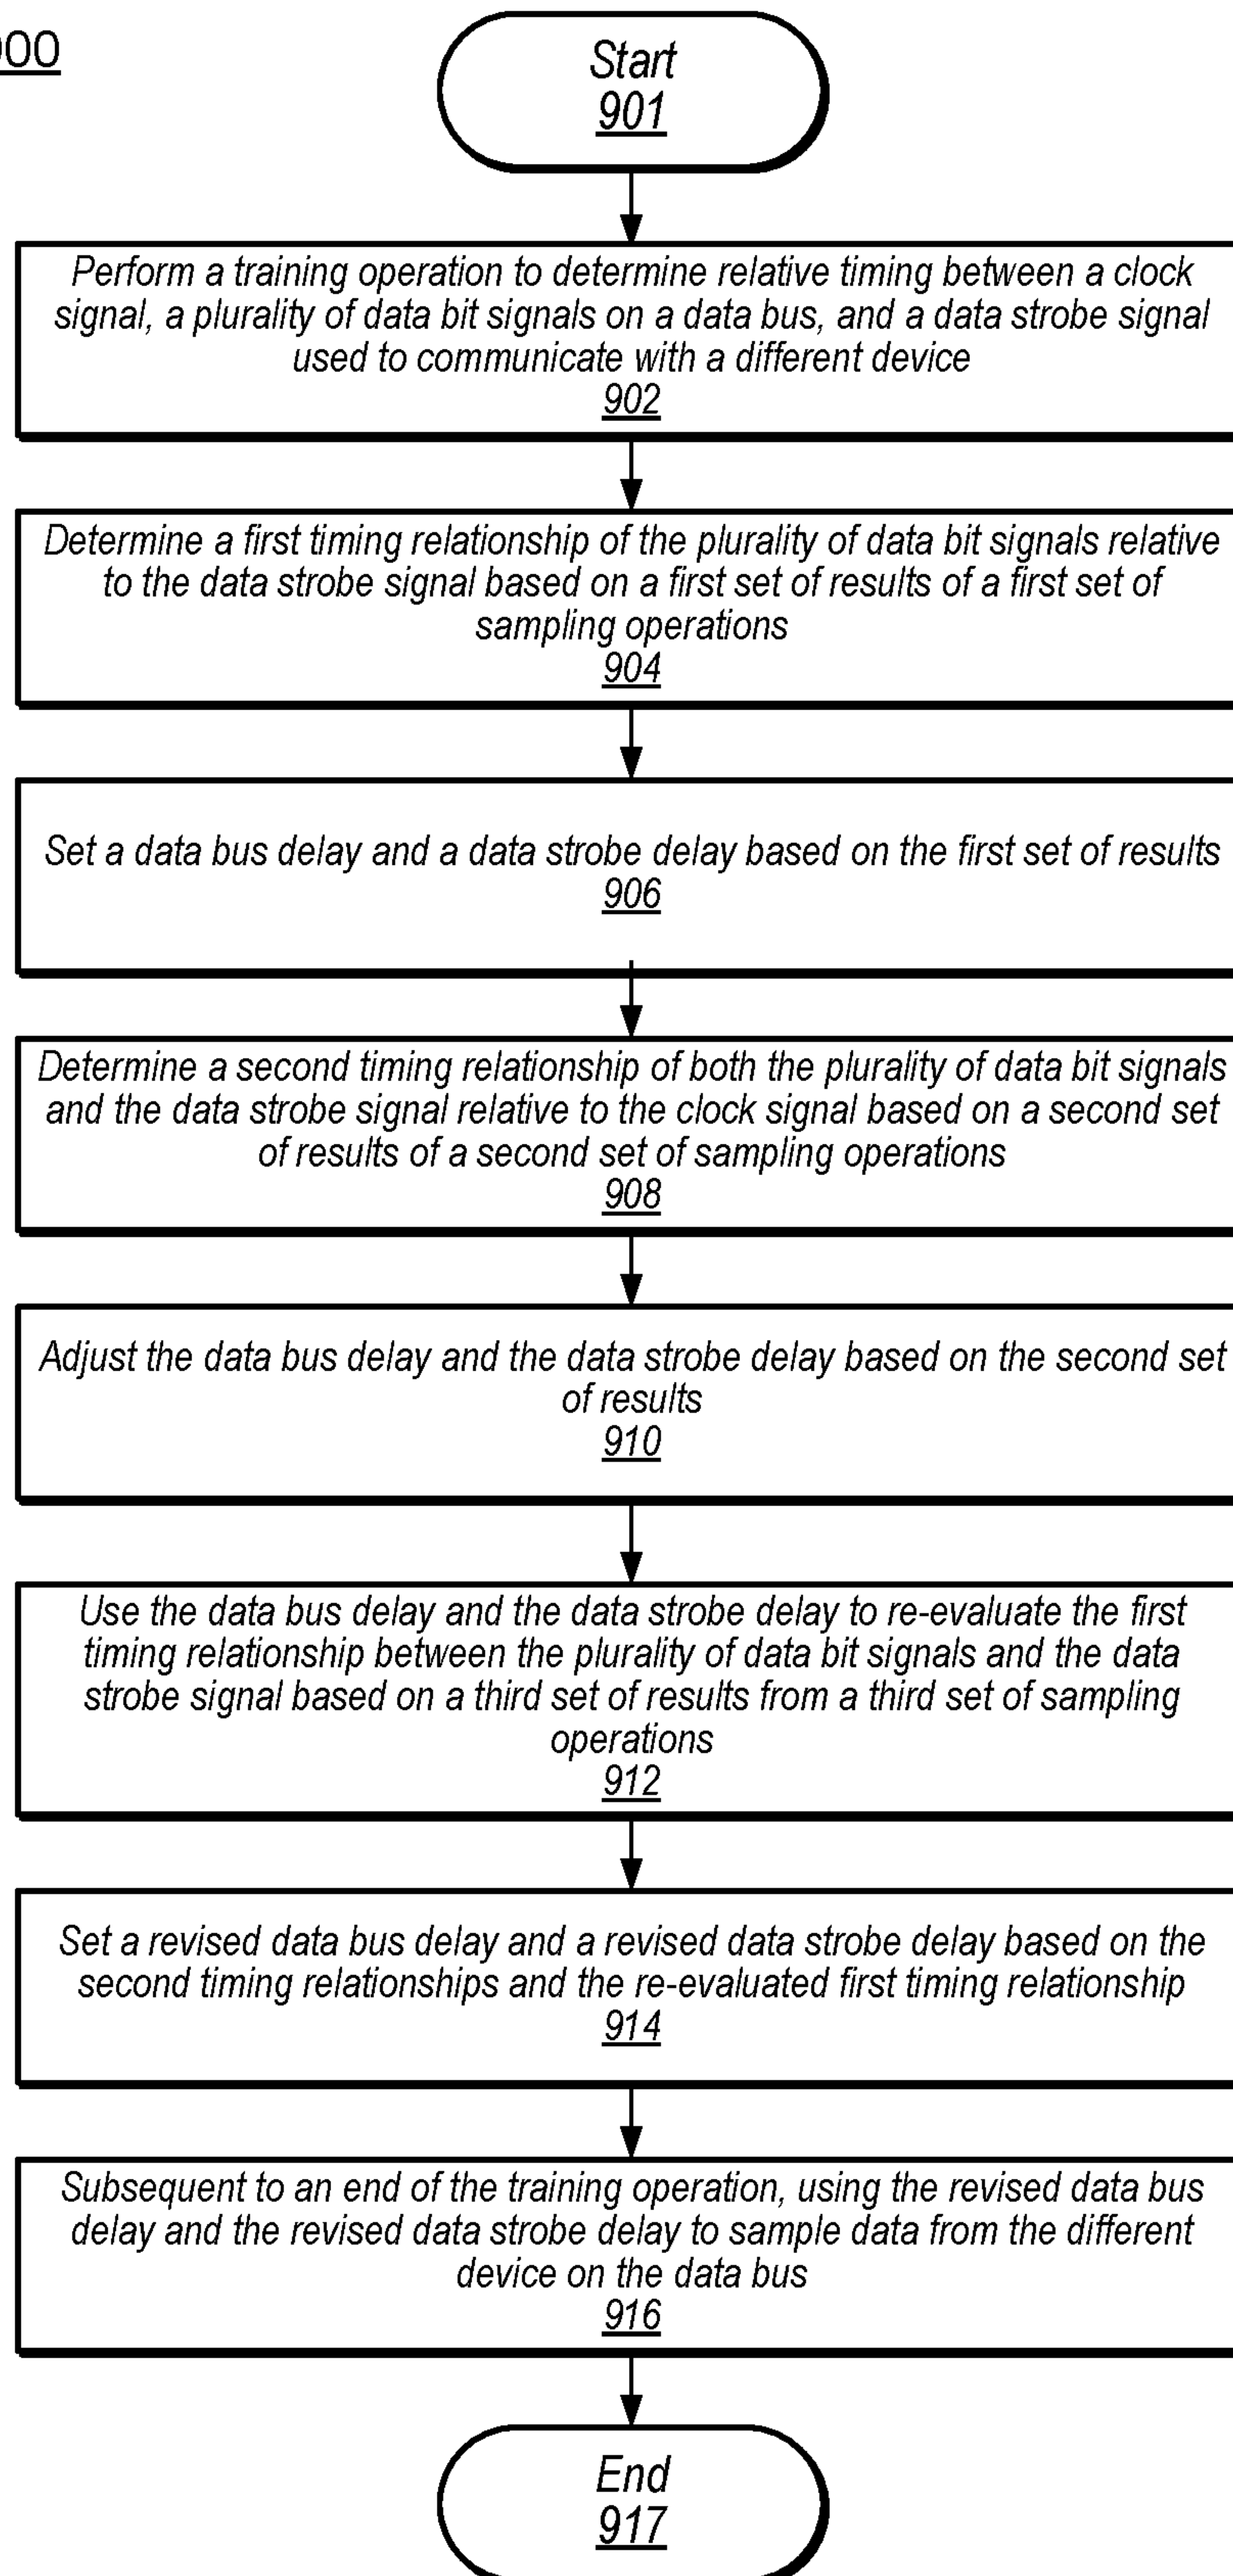 00
Start
901
Perform a training operation to determine relative timing between a clock
signal, a plurality of data bit signals on a data bus, and a data strobe signal
used to communicate with a different device
902
Determine a first timing relationship of the plurality of data bit signals relative
to the data strobe signal based on a first set of results of a first set of
sampling operations
904
Set a data bus delay and a data strobe delay based on the first set of results
906
Determine a second timing relationship of both the plurality of data bit signals
and the data strobe signal relative to the clock signal based on a second set
of results of a second set of sampling operations
908
Adjust the data bus delay and the data strobe delay based on the second set
of results
910
Use the data bus delay and the data strobe delay to re-evaluate the first
timing relationship between the plurality of data bit signals and the data
strobe signal based on a third set of results from a third set of sampling
operations
912
Set a revised data bus delay and a revised data strobe delay based on the
second timing relationships and the re-evaluated first timing relationship
914
Subsequent to an end of the training operation, using the revised data bus
delay and the revised data strobe delay to sample data from the different
device on the data bus
916
End
917